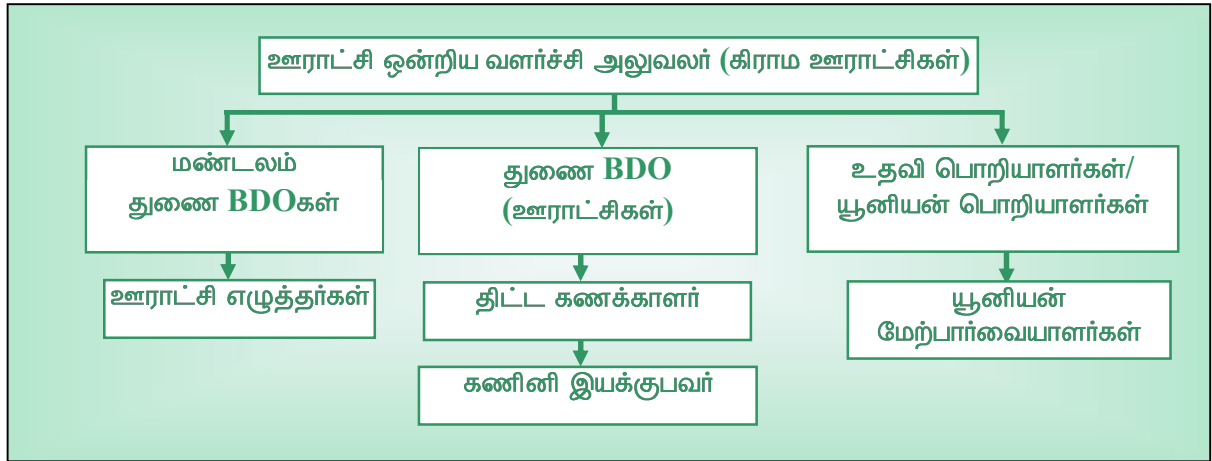 ஊராட்சி ஒன்றிய வளர்ச்சி அலுவலர் (கிராம ஊராட்சிகள்)
மண்டலம்
துணை BDOகள்
துணை BDO
(ஊராட்சிகள்)
உதவி பொறியாளர்கள்/
யூனியன் பொறியாளர்கள்
ஊராட்சி எழுத்தர்கள்
திட்ட கணக்காளர்
யூனியன்
மேற்பார்வையாளர்கள்
கணினி இயக்குபவர்